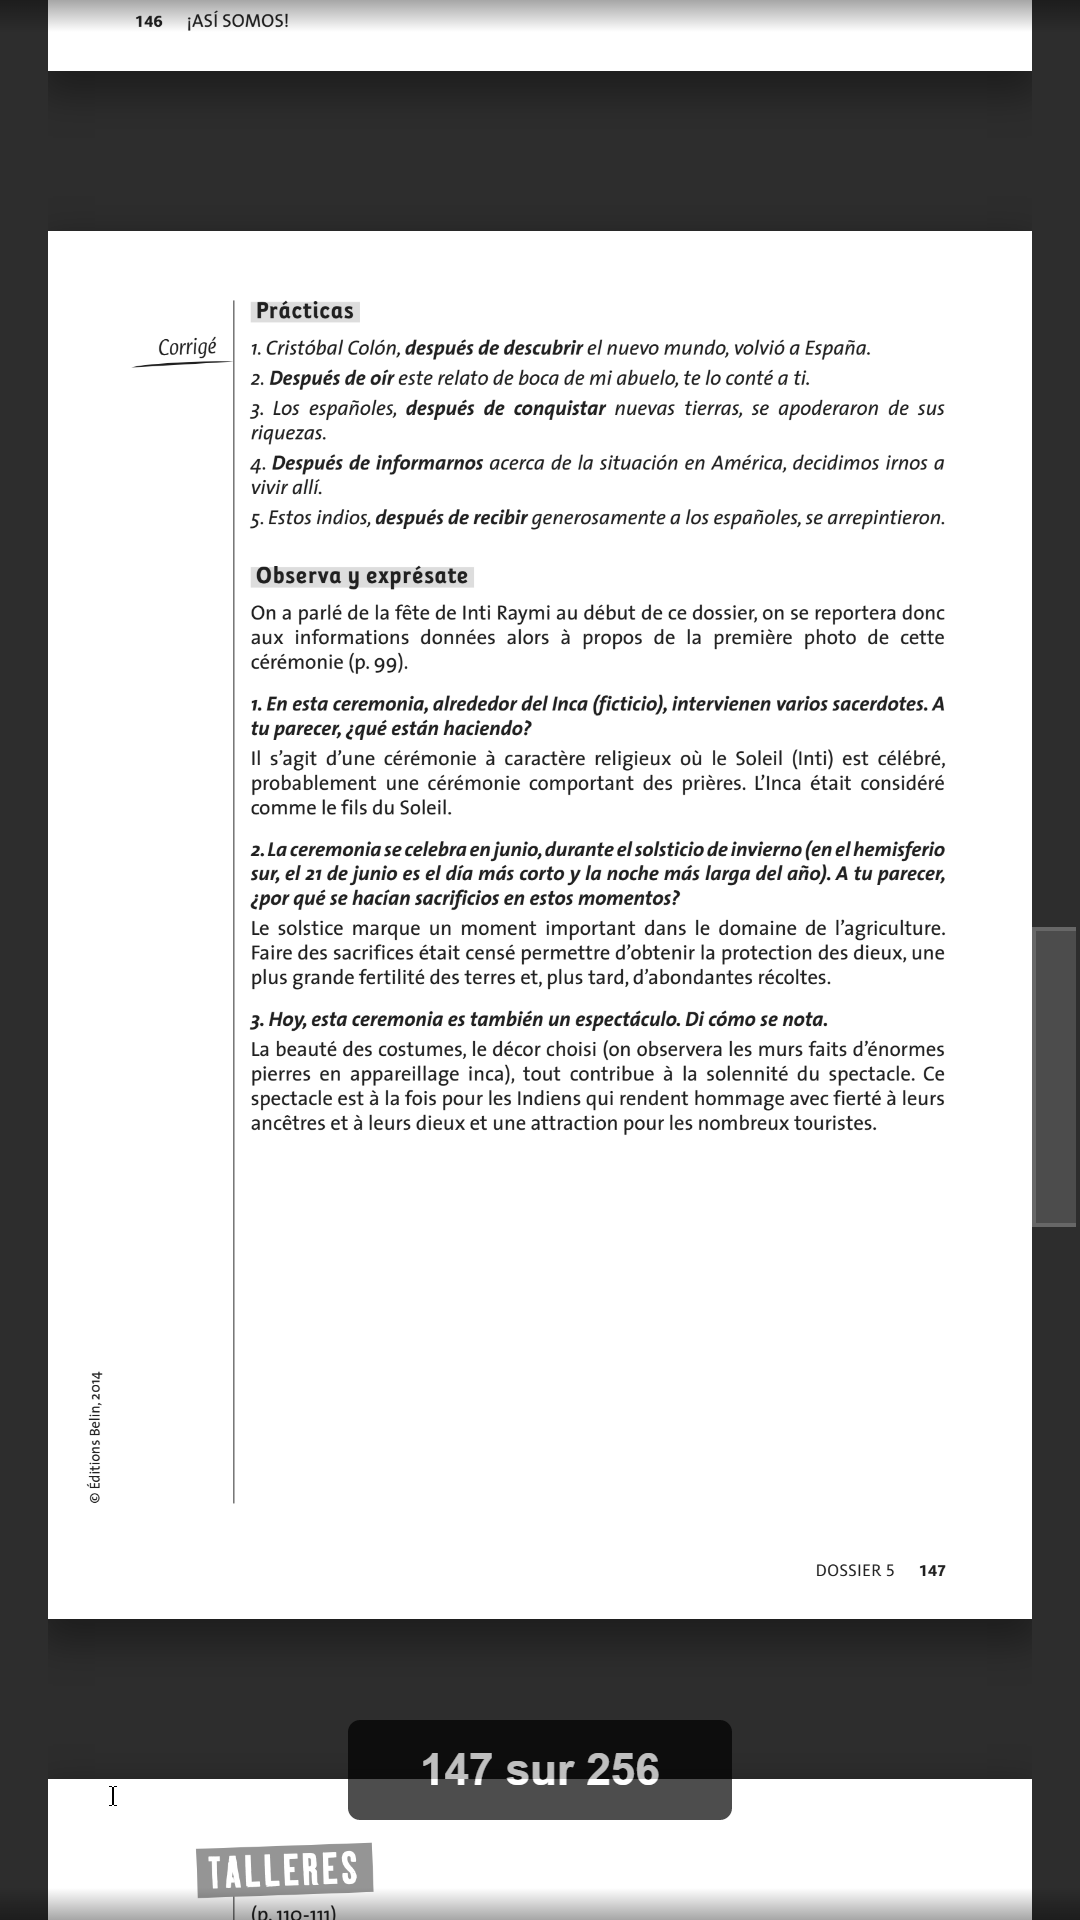 146 ¡ASÍ SOMOS!
Prácticas
Corrigé
1. Cristóbal Colón, después de descubrir el nuevo mundo, volvió a España.
2. Después de oír este relato de boca de mi abuelo, te lo conté a ti.
3. Los españoles, después de conquistar nuevas tierras, se apoderaron de sus
riquezas.
4. Después de informarnos acerca de la situación en América, decidimos irnos a
vivir allí.
5. Estos indios, después de recibir generosamente a los españoles, se arrepintieron.
Observa y exprésate
On a parlé de la fête de Inti Raymi au début de ce dossier, on se reportera donc
aux informations données alors à propos de la première photo de cette
cérémonie (p. 99).
1. En esta ceremonia, alrededor del Inca (ficticio), intervienen varios sacerdotes. A
tu parecer, ¿qué están haciendo?
Il s’agit d’une cérémonie à caractère religieux où le Soleil (Inti) est célébré,
probablement une cérémonie comportant des prières. L’Inca était considéré
comme le fils du Soleil.
2. La ceremonia se celebra en junio, durante el solsticio de invierno (en el hemisferio
sur, el 21 de junio es el día más corto y la noche más larga del año). A tu parecer,
¿por qué se hacían sacrificios en estos momentos?
Le solstice marque un moment important dans le domaine de l’agriculture.
Faire des sacrifices était censé permettre d’obtenir la protection des dieux, une
plus grande fertilité des terres et, plus tard, d’abondantes récoltes.
3. Hoy, esta ceremonia es también un espectáculo. Di cómo se nota.
La beauté des costumes, le décor choisi (on observera les murs faits d’énormes
pierres en appareillage inca), tout contribue à la solennité du spectacle. Ce
spectacle est à la fois pour les Indiens qui rendent hommage avec fierté à leurs
ancêtres et à leurs dieux et une attraction pour les nombreux touristes.
© Éditions Belin, 2014
DOSSIER 5 147
147 sur 256
TALLERES
(p. 110-111)